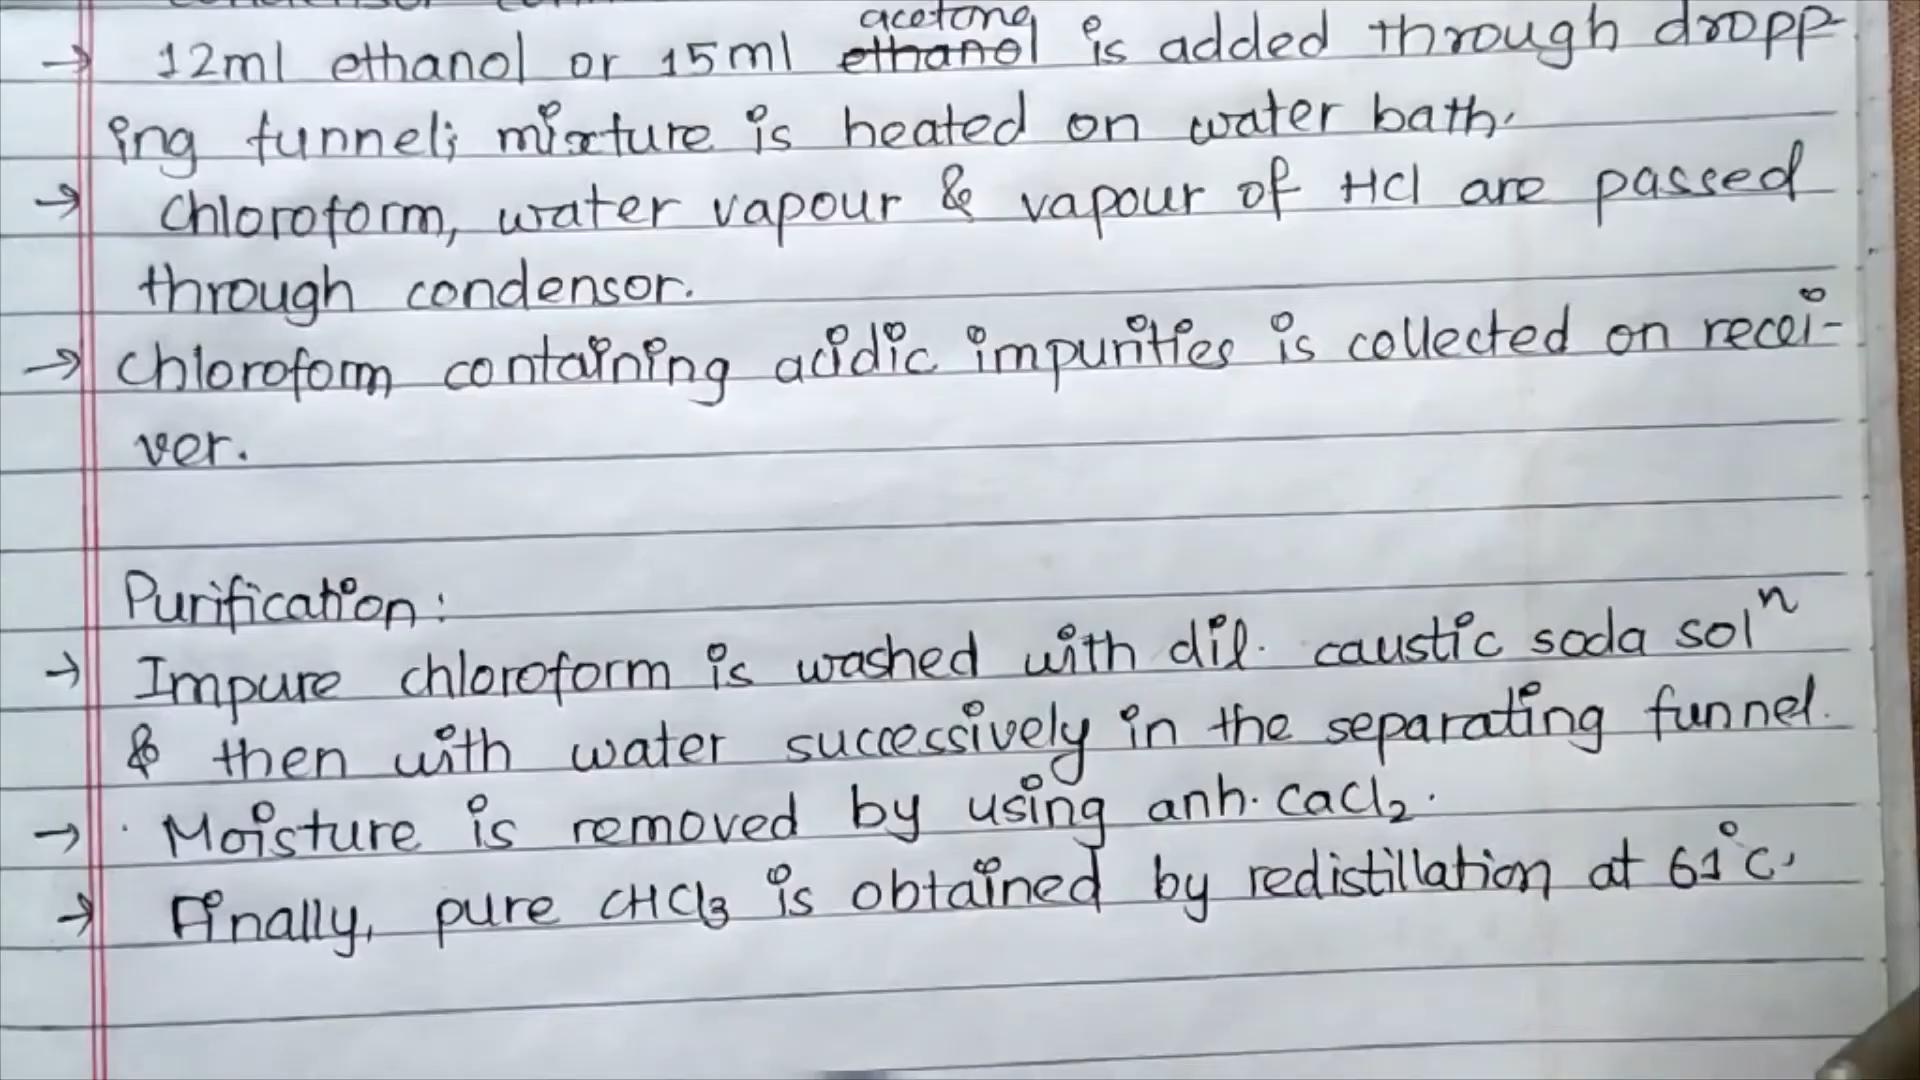 acetone
→ 12ml ethanol or 15ml ethanol is added through dropp-
ing funnel; mixture is heated on water bath.
→ Chloroform, water vapour & vapour of HCl are passed
through condensor.
→ Chloroform containing acidic impurities is collected on recei-
ver.
Purification:
→ Impure chloroform is washed with dil. caustic soda solⁿ
& then with water successively in the separating funnel.
→ Moisture is removed by using anh. CaCl₂.
→ Finally, pure CHCl₃ is obtained by redistillation at 61°C.